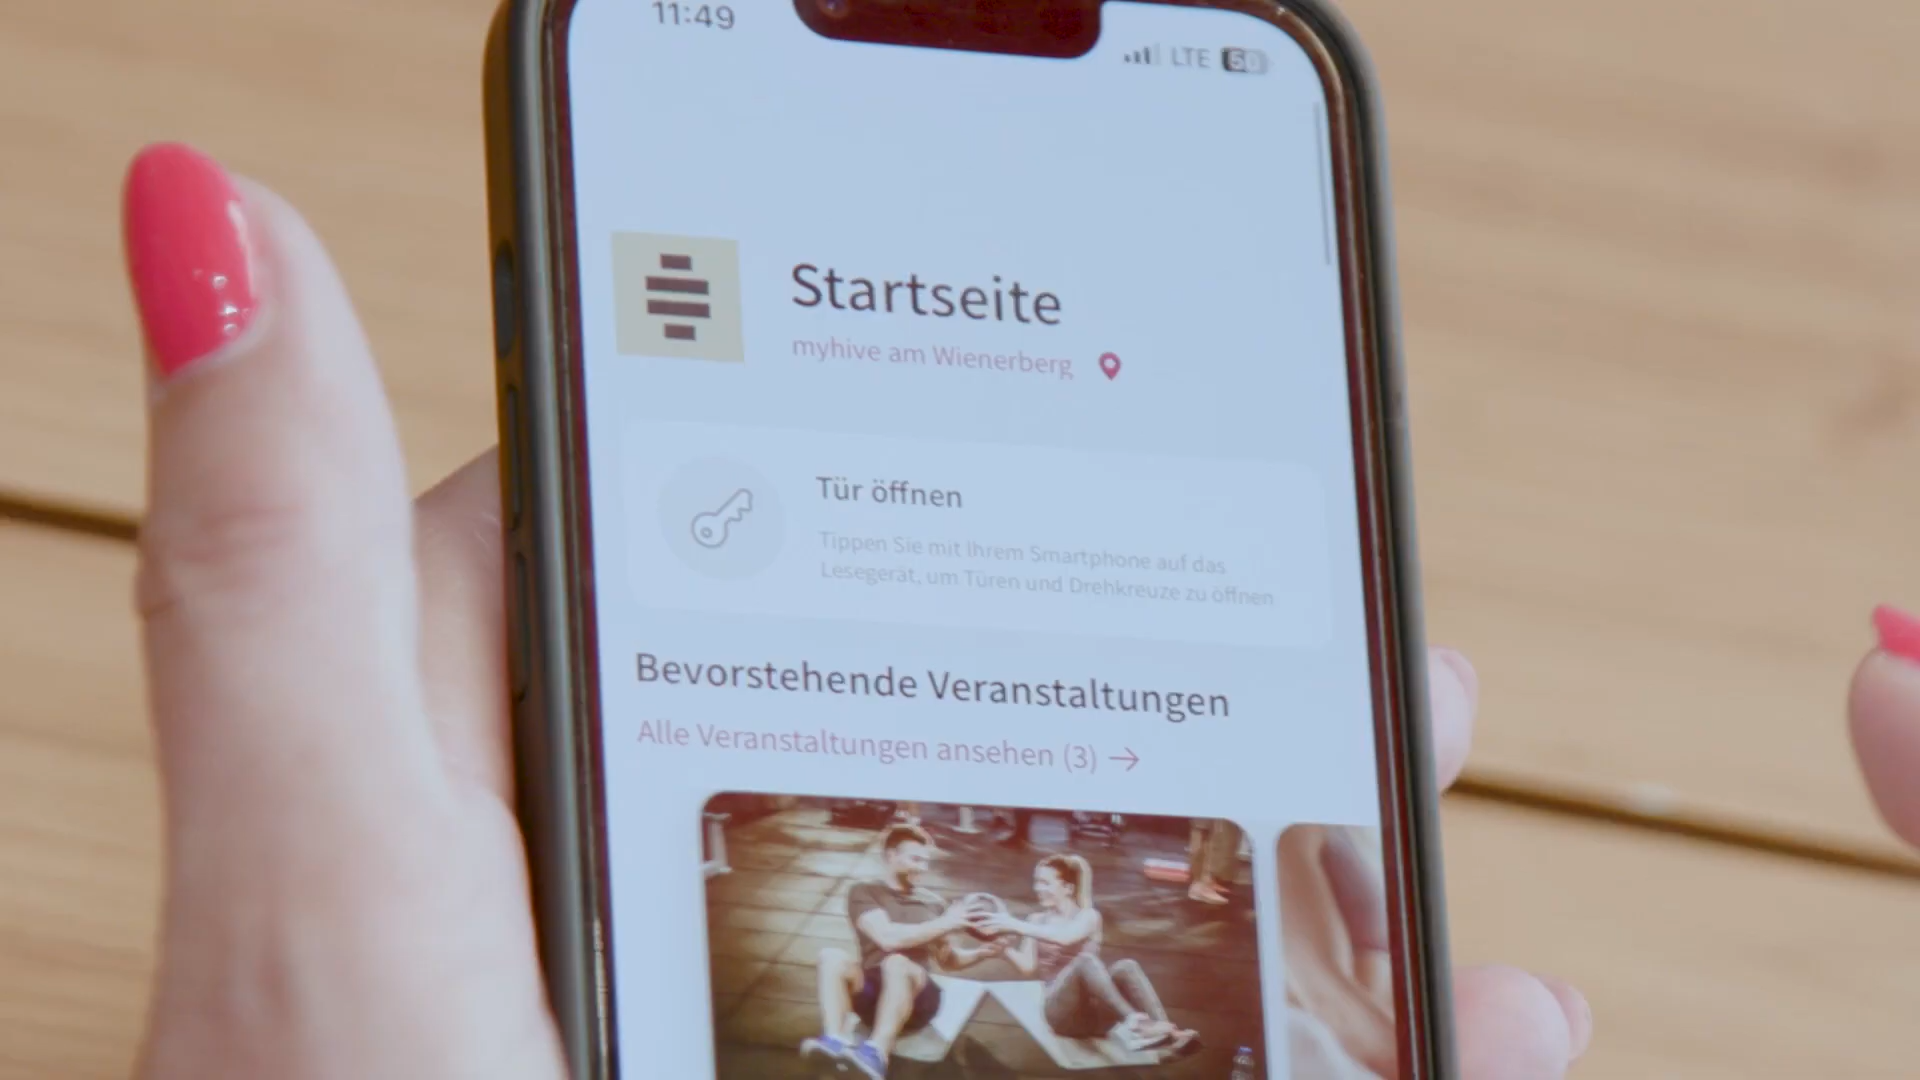 11:49
LTE 50
Startseite
myhive am Wienerberg
Tür öffnen
Tippen Sie mit Ihrem Smartphone auf das
Lesegerät, um Türen und Drehkreuze zu öffnen
Bevorstehende Veranstaltungen
Alle Veranstaltungen ansehen (3) →